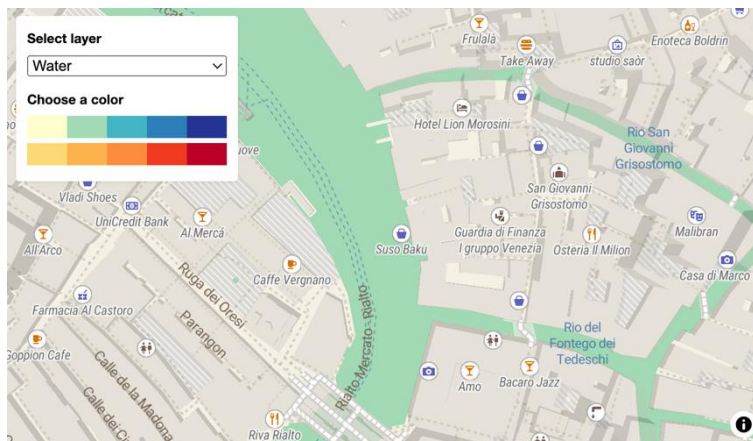 Select layer
Water
Choose a color
Frulalà
Take Away
studio saor
Enoteca Boldrin
Hotel Lion Morosini
Rio San
Giovanni
Grisostomo
uove
Vladi Shoes
UniCredit Bank
San Giovanni
Grisostomo
All'Arco
Al Mercà
Suso Bakù
Guardia di Finanza
I gruppo Venezia
Osteria Il Milion
Malibran
Caffe Vergnano
Casa di Marco
Ruga dei Oresi
Farmacia Al Castoro
Parangon
Rialto Mercato - Rialto
Rio del
Fontego dei
Tedeschi
Goppion Cafe
Calle de la Madona
Amo
Bacaro Jazz
Riva Rialto